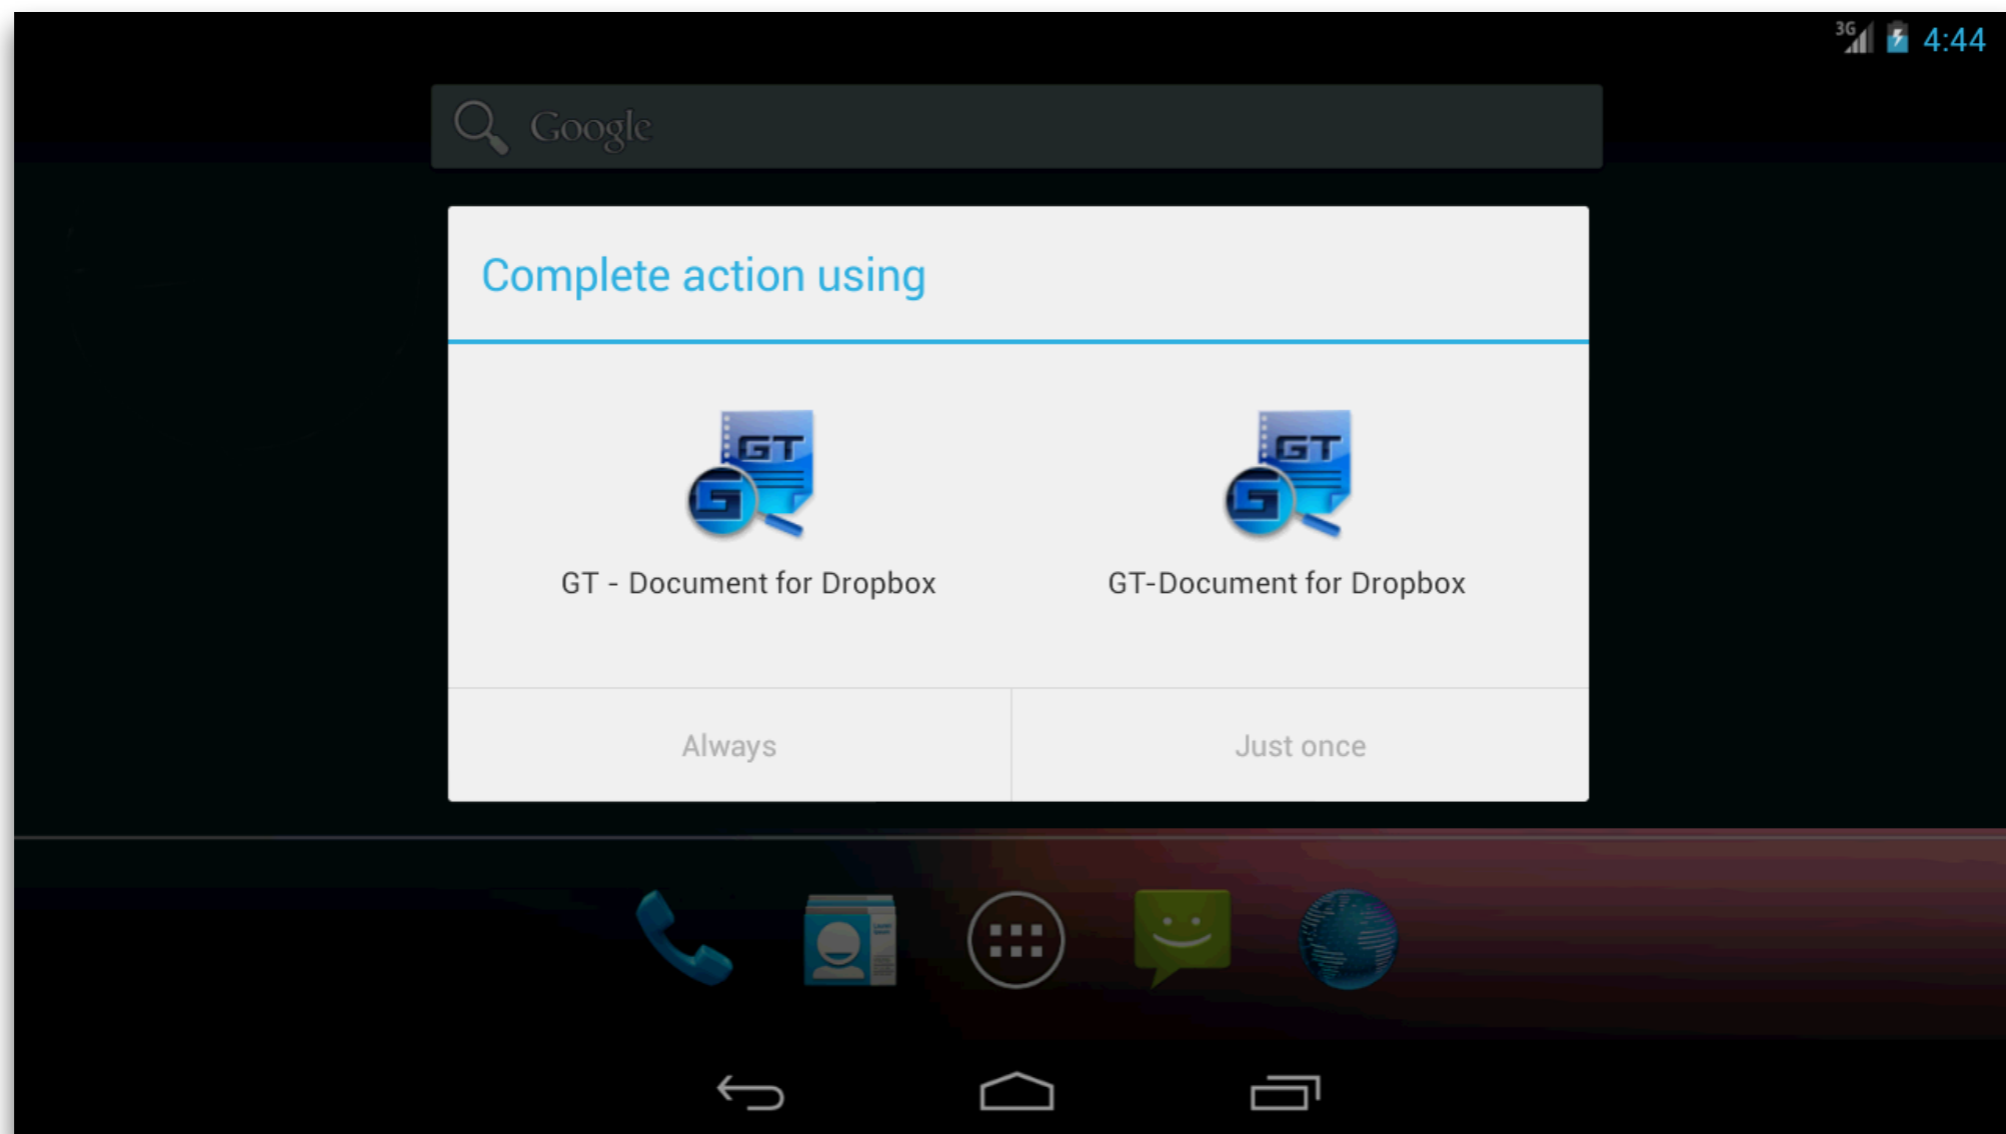 3G 4:44
Google
Complete action using
GT GT
G G
GT - Document for Dropbox GT-Document for Dropbox
Always Just once